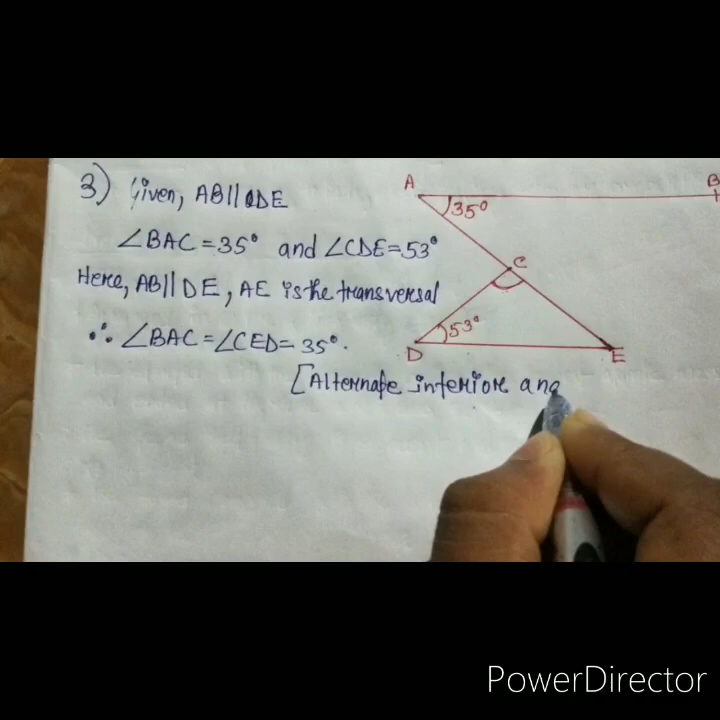 3) Given, AB||DE
∠BAC=35° and ∠CDE=53°
Here, AB||DE, AE is the transversal
∴ ∠BAC=∠CED=35°.
[Alternate interior ang
A
B
35°
C
53°
D
E
PowerDirector